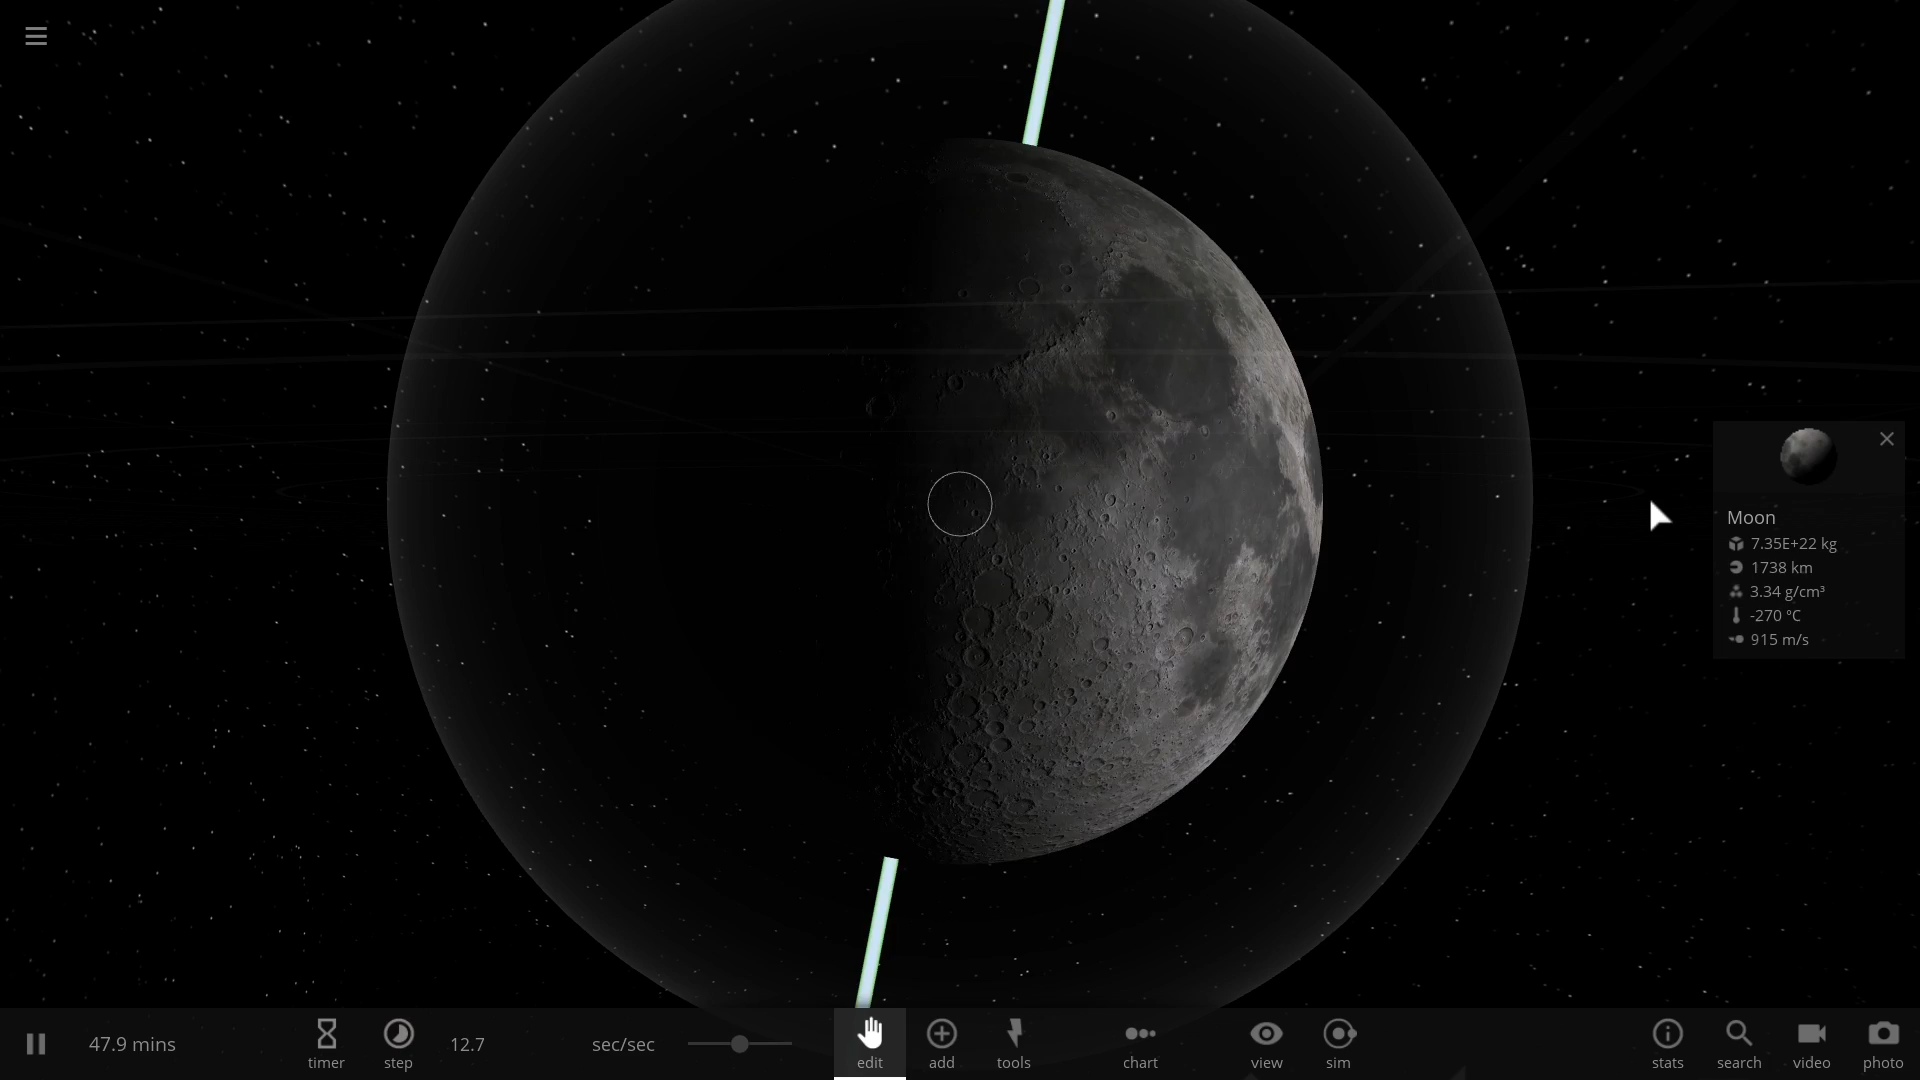 Moon
7.35E+22 kg
1738 km
3.34 g/cm³
-270 °C
915 m/s
47.9 mins
timer
step
12.7
sec/sec
edit
add
tools
chart
view
sim
stats
search
video
photo